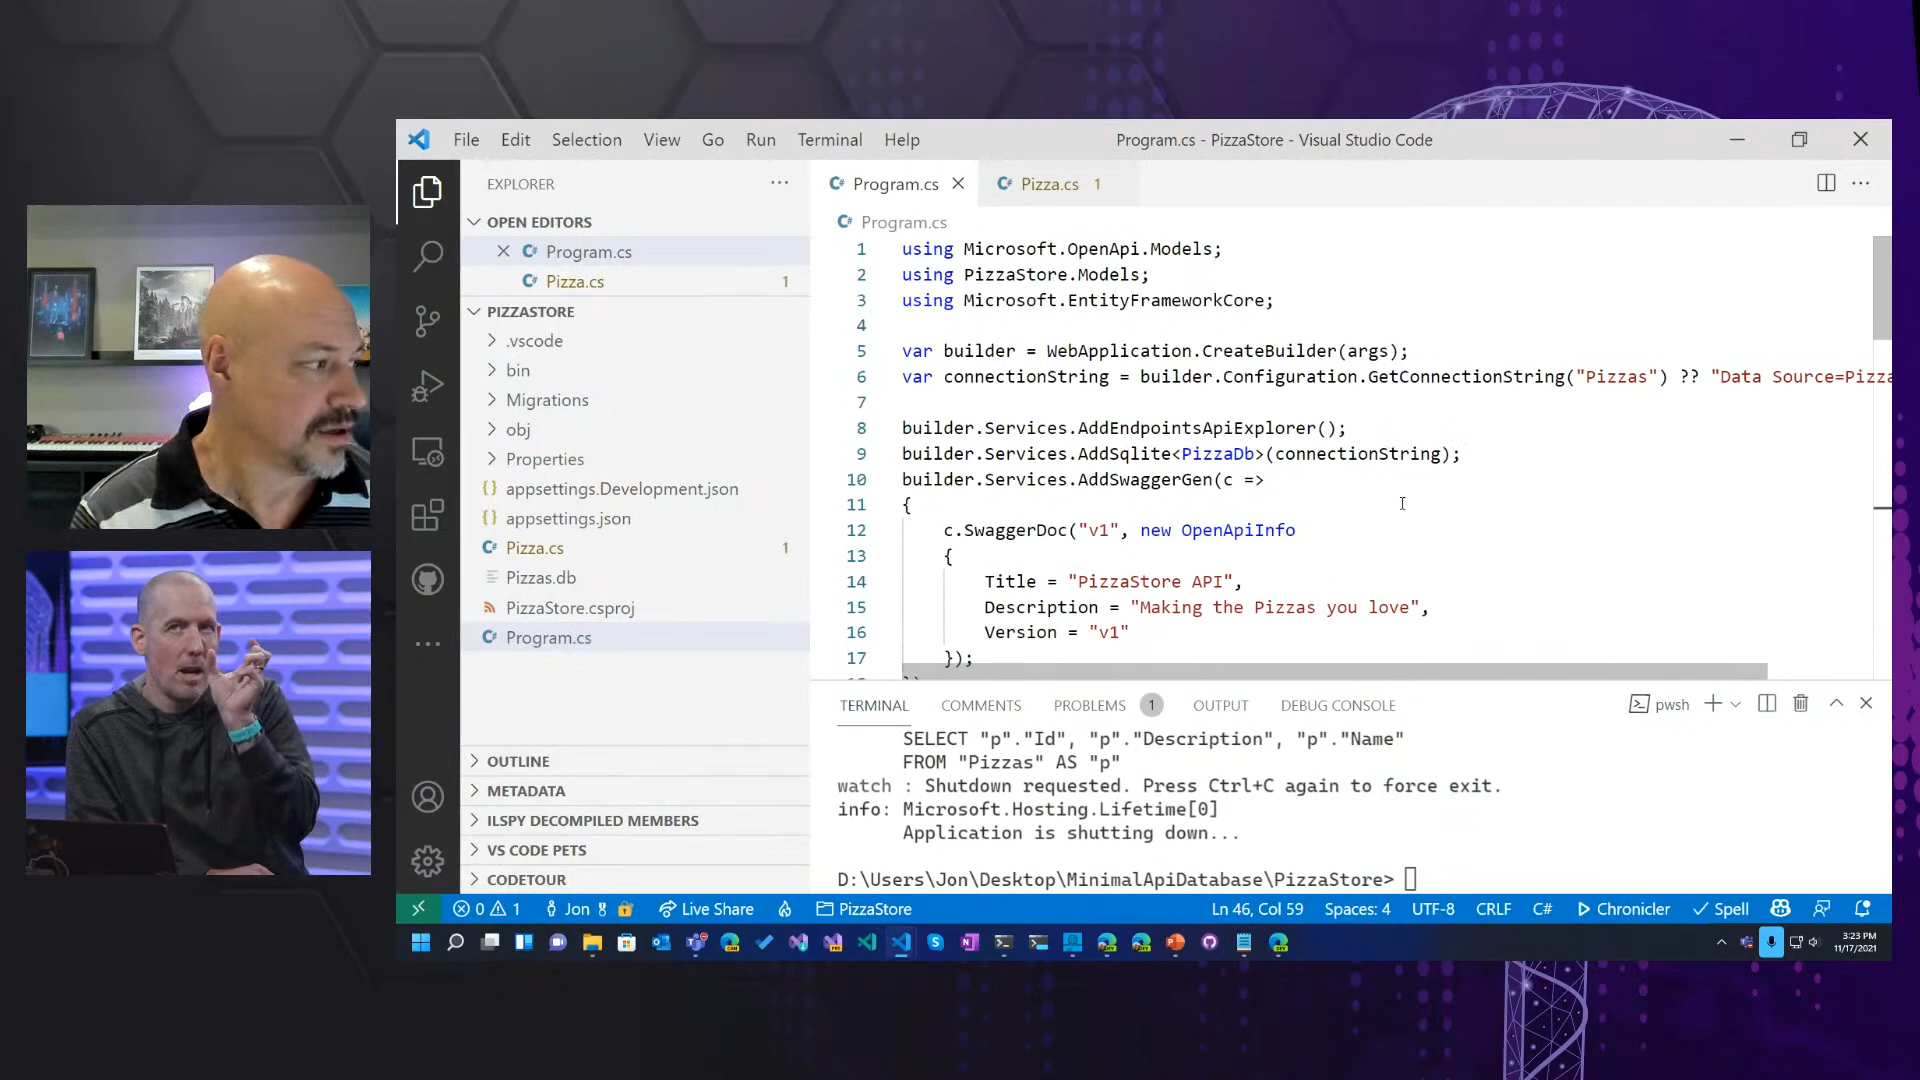 File Edit Selection View Go Run Terminal Help
Program.cs - PizzaStore - Visual Studio Code
EXPLORER
OPEN EDITORS
Program.cs
Pizza.cs 1
PIZZASTORE
.vscode
bin
Migrations
obj
Properties
appsettings.Development.json
appsettings.json
Pizza.cs 1
Pizzas.db
PizzaStore.csproj
Program.cs
OUTLINE
METADATA
ILSPY DECOMPILED MEMBERS
VS CODE PETS
CODETOUR
Program.cs Pizza.cs 1
Program.cs
1 using Microsoft.OpenApi.Models;
2 using PizzaStore.Models;
3 using Microsoft.EntityFrameworkCore;
4
5 var builder = WebApplication.CreateBuilder(args);
6 var connectionString = builder.Configuration.GetConnectionString("Pizzas") ?? "Data Source=Pizza
7
8 builder.Services.AddEndpointsApiExplorer();
9 builder.Services.AddSqlite<PizzaDb>(connectionString);
10 builder.Services.AddSwaggerGen(c =>
11 {
12 c.SwaggerDoc("v1", new OpenApiInfo
13 {
14 Title = "PizzaStore API",
15 Description = "Making the Pizzas you love",
16 Version = "v1"
17 });
TERMINAL COMMENTS PROBLEMS 1 OUTPUT DEBUG CONSOLE pwsh
SELECT "p"."Id", "p"."Description", "p"."Name"
FROM "Pizzas" AS "p"
watch : Shutdown requested. Press Ctrl+C again to force exit.
info: Microsoft.Hosting.Lifetime[0]
Application is shutting down...
D:\Users\Jon\Desktop\MinimalApiDatabase\PizzaStore>
0 1 Jon Live Share PizzaStore Ln 46, Col 59 Spaces: 4 UTF-8 CRLF C# Chronicler Spell
3:23 PM
11/17/2021